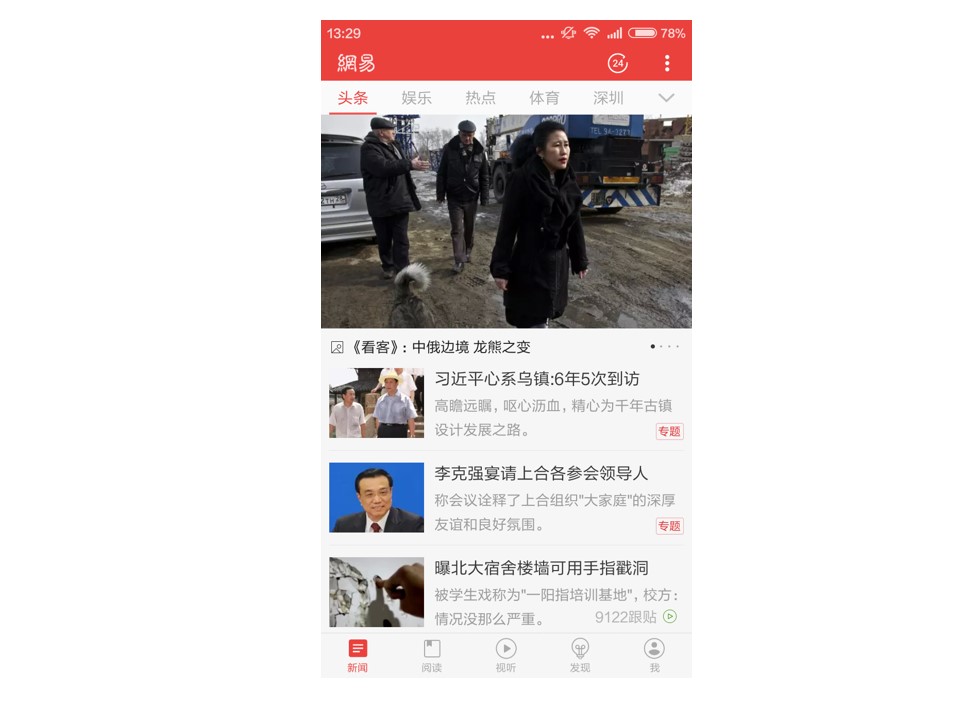 13:29
78%
網易
24
头条 娱乐 热点 体育 深圳
《看客》: 中俄边境 龙熊之变
习近平心系乌镇:6年5次到访
高瞻远瞩, 呕心沥血, 精心为千年古镇
设计发展之路。
专题
李克强宴请上合各参会领导人
称会议诠释了上合组织"大家庭"的深厚
友谊和良好氛围。
专题
曝北大宿舍楼墙可用手指戳洞
被学生戏称为"一阳指培训基地", 校方:
情况没那么严重。
9122跟贴
新闻 阅读 视听 发现 我